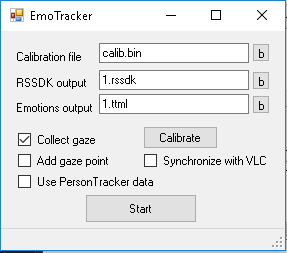 EmoTracker
Calibration file calib.bin b
RSSDK output 1.rssdk b
Emotions output 1.ttml b
Collect gaze Calibrate
Add gaze point Synchronize with VLC
Use PersonTracker data
Start